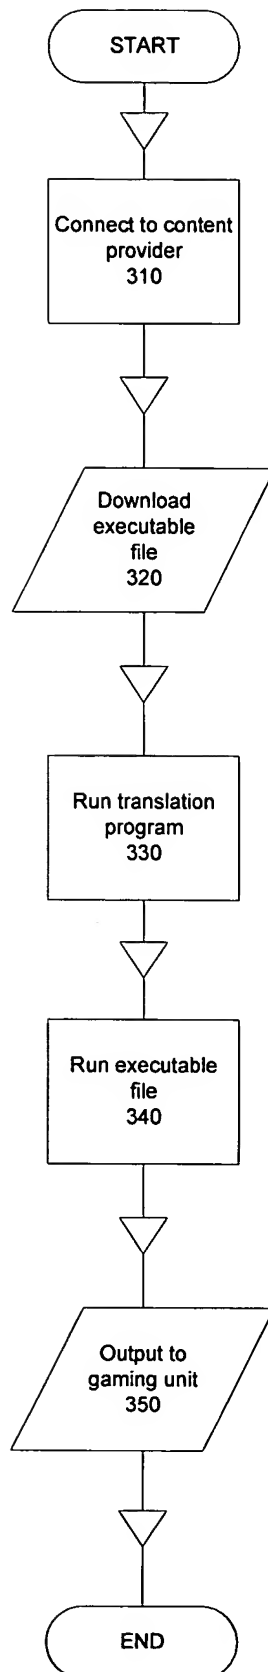 START
Connect to content
provider
310
Download
executable
file
320
Run translation
program
330
Run executable
file
340
Output to
gaming unit
350
END